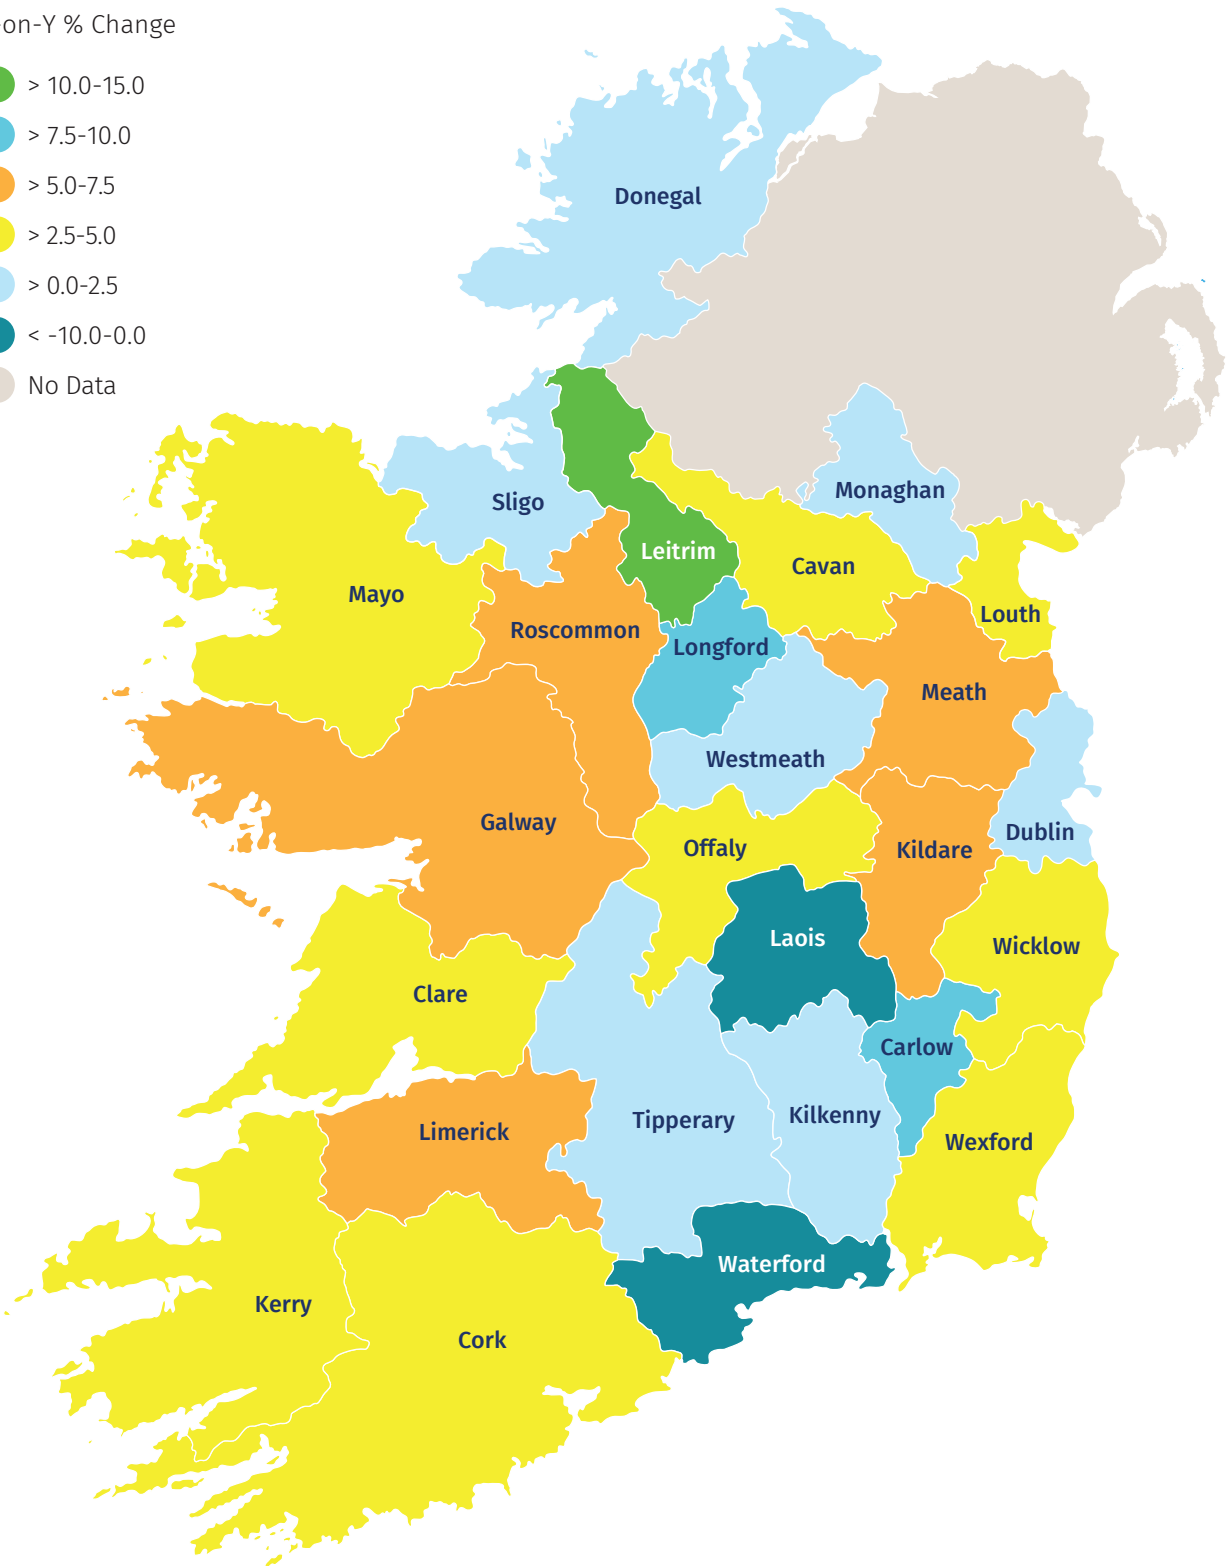 -on-Y % Change
> 10.0-15.0
> 7.5-10.0
> 5.0-7.5
> 2.5-5.0
> 0.0-2.5
< -10.0-0.0
No Data
Donegal
Monaghan
Sligo
Leitrim
Cavan
Mayo
Louth
Roscommon
Longford
Meath
Westmeath
Galway
Dublin
Offaly
Kildare
Laois
Wicklow
Clare
Carlow
Kilkenny
Tipperary
Limerick
Wexford
Waterford
Kerry
Cork